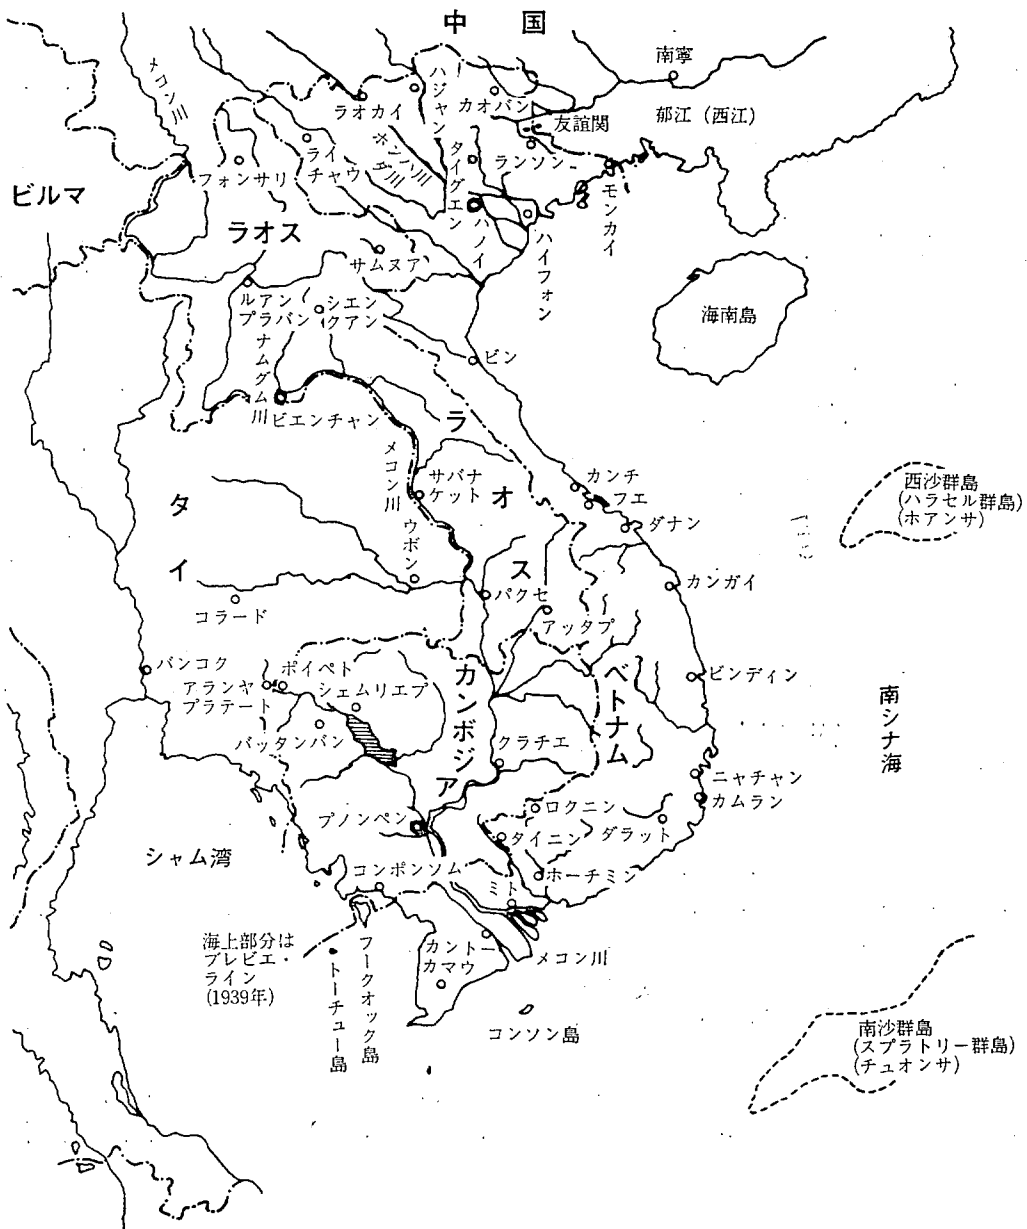 中国
南寧
メコン川
ハジャン
ラオカイ
カオバン
郁江(西江)
友誼関
ホンハ川
ダ川
タイグエン
ランソン
ライ
チャウ
フォンサリ
モンカイ
ビルマ
ラオス
ハノイ
ハイフォン
サムヌア
ルアン
プラバン
シエン
クアン
海南島
ナムグム川
ビン
ビエンチャン
ラオス
メコン川
サバナ
ケット
カンチ
フエ
ダナン
西沙群島
(ハラセル群島)
(ホアンサ)
タイ
ウボン
パクセ
カンガイ
コラード
アッタプ
バンコク
ポイペト
アランヤ
プラテート
シェムリエプ
カンボジア
ベトナム
ビンディン
南シナ海
バッタンバン
クラチエ
ニャチャン
カムラン
ロクニン
プノンペン
タイニン
ダラット
シャム湾
コンポンソム
ホーチミン
ミト
海上部分は
ブレビエ・
ライン
(1939年)
フークオック島
トーチュー島
カントー
カマウ
メコン川
コンソン島
南沙群島
(スプラトリー群島)
(チュオンサ)